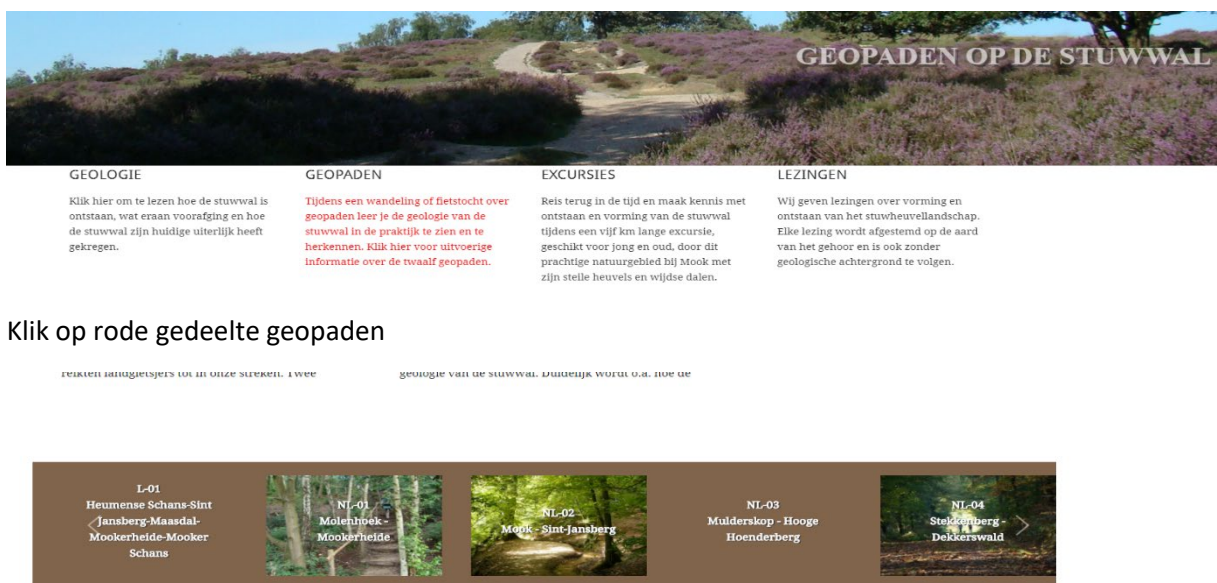 GEOPADEN OP DE STUWWAL
GEOLOGIE
Klik hier om te lezen hoe de stuwwal is
ontstaan, wat eraan voorafging en hoe
de stuwwal zijn huidige uiterlijk heeft
gekregen.
GEOPADEN
Tijdens een wandeling of fietstocht over
geopaden leer je de geologie van de
stuwwal in de praktijk te zien en te
herkennen. Klik hier voor uitvoerige
informatie over de twaalf geopaden.
EXCURSIES
Reis terug in de tijd en maak kennis met
ontstaan en vorming van de stuwwal
tijdens een vijf km lange excursie,
geschikt voor jong en oud, door dit
prachtige natuurgebied bij Mook met
zijn steile heuvels en wijdse dalen.
LEZINGEN
Wij geven lezingen over vorming en
ontstaan van het stuwheuvellandschap.
Elke lezing wordt afgestemd op de aard
van het gehoor en is ook zonder
geologische achtergrond te volgen.
Klik op rode gedeelte geopaden
reikten landgletsjers tot in onze streken. Twee
geologie van de stuwwal. Duidelijk wordt o.a. hoe de
L-01
Heumense Schans-Sint
Jansberg-Maasdal-
Mookerheide-Mooker
Schans
NL-01
Molenhoek -
Mookerheide
NL-02
Mook - Sint-Jansberg
NL-03
Mulderskop - Hooge
Hoenderberg
NL-04
Stekkenberg -
Dekkerswald